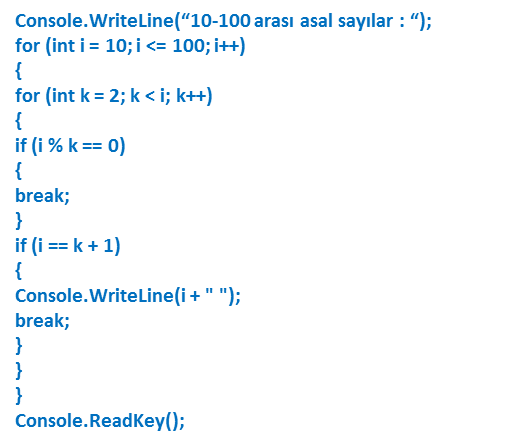 Console.WriteLine(“10-100 arası asal sayılar : “);
for (int i = 10; i <= 100; i++)
{
for (int k = 2; k < i; k++)
{
if (i % k == 0)
{
break;
}
if (i == k + 1)
{
Console.WriteLine(i + " ");
break;
}
}
}
Console.ReadKey();